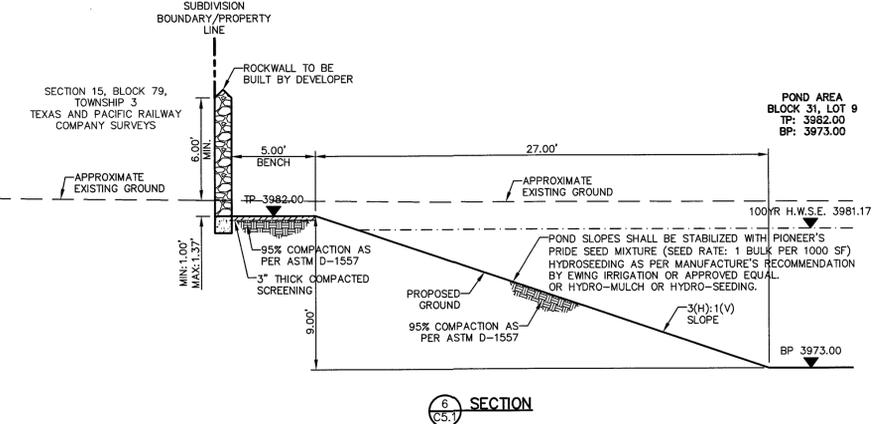 SUBDIVISION
BOUNDARY/PROPERTY
LINE
ROCKWALL TO BE
BUILT BY DEVELOPER
SECTION 15, BLOCK 79,
TOWNSHIP 3
TEXAS AND PACIFIC RAILWAY
COMPANY SURVEYS
POND AREA
BLOCK 31, LOT 9
TP: 3982.00
BP: 3973.00
6.00'
MIN.
5.00'
BENCH
27.00'
APPROXIMATE
EXISTING GROUND
APPROXIMATE
EXISTING GROUND
TP 3982.00
100YR H.W.S.E. 3981.17
MIN: 1.00'
MAX: 1.37'
95% COMPACTION AS
PER ASTM D-1557
3" THICK COMPACTED
SCREENING
POND SLOPES SHALL BE STABILIZED WITH PIONEER'S
PRIDE SEED MIXTURE (SEED RATE: 1 BULK PER 1000 SF)
HYDROSEEDING AS PER MANUFACTURE'S RECOMMENDATION
BY EWING IRRIGATION OR APPROVED EQUAL.
OR HYDRO-MULCH OR HYDRO-SEEDING.
PROPOSED
GROUND
9.00'
95% COMPACTION AS
PER ASTM D-1557
3(H):1(V)
SLOPE
BP 3973.00
6
C5.1
SECTION